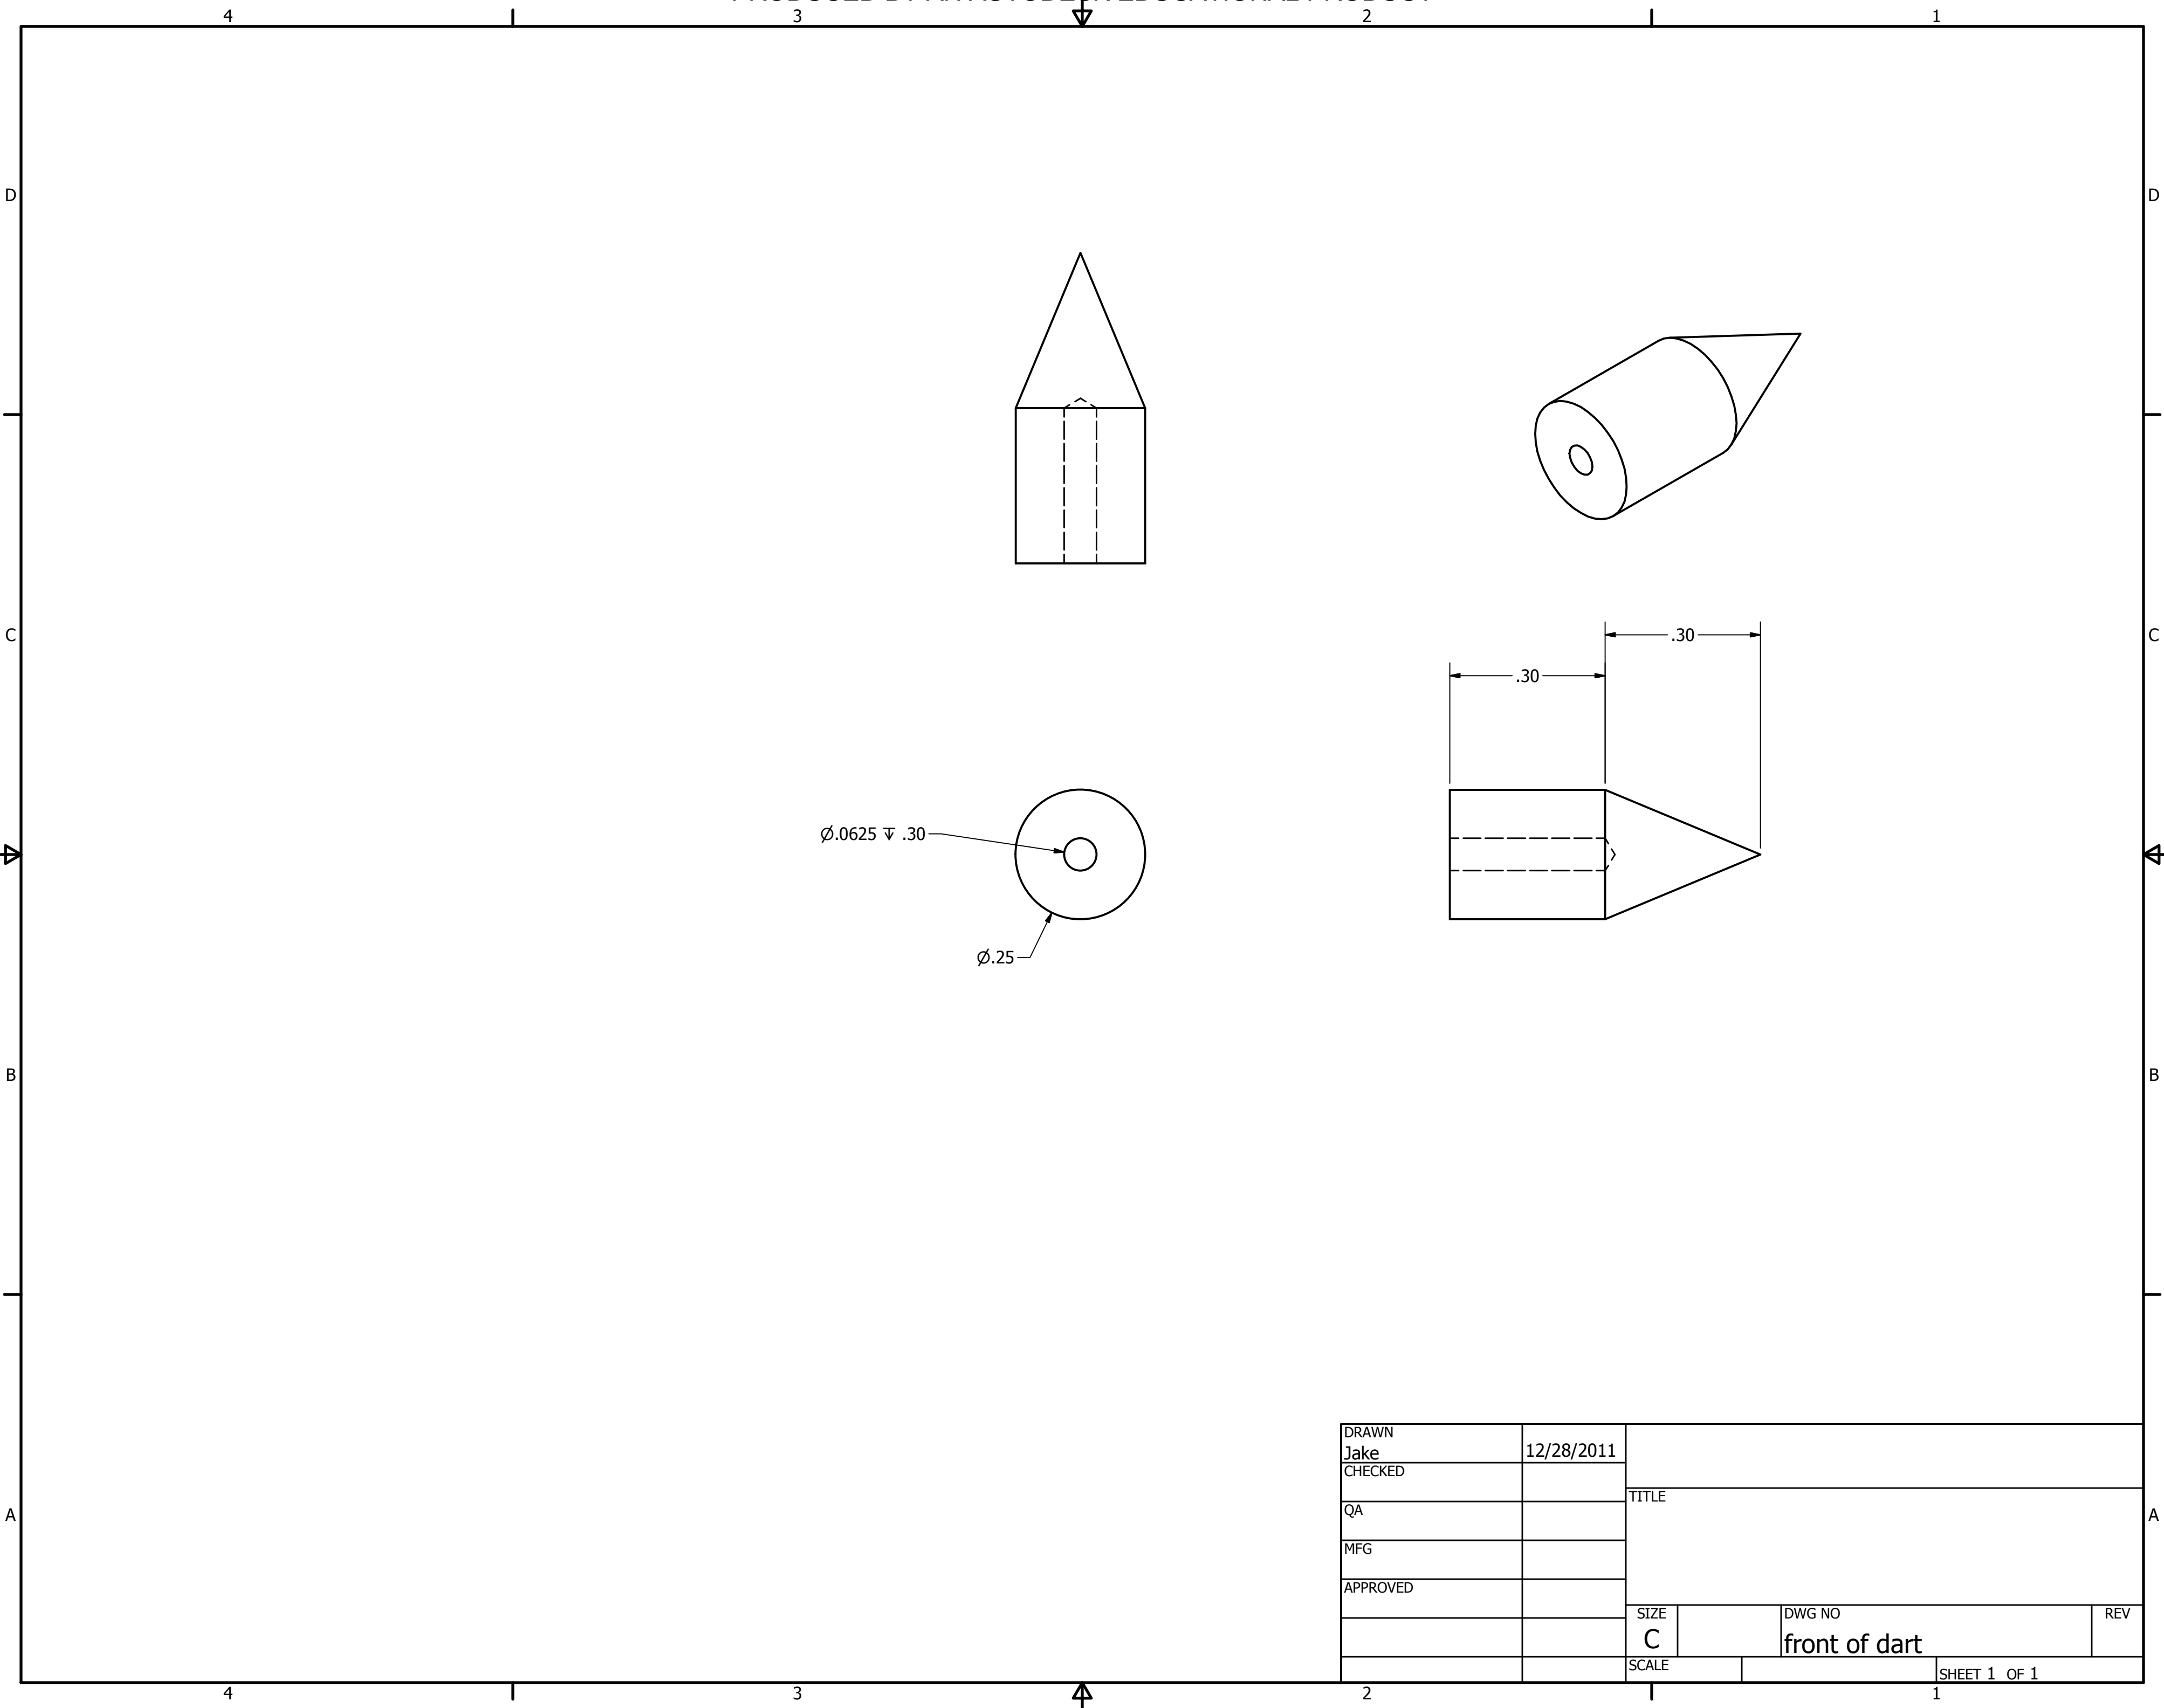 4 3 2 1
D D
.30
C C
.30
⌀.0625 ↧ .30
⌀.25
B B
DRAWN
Jake 12/28/2011
CHECKED
TITLE
QA
A A
MFG
APPROVED
SIZE DWG NO REV
C front of dart
SCALE
SHEET 1 OF 1
4 3 2 1